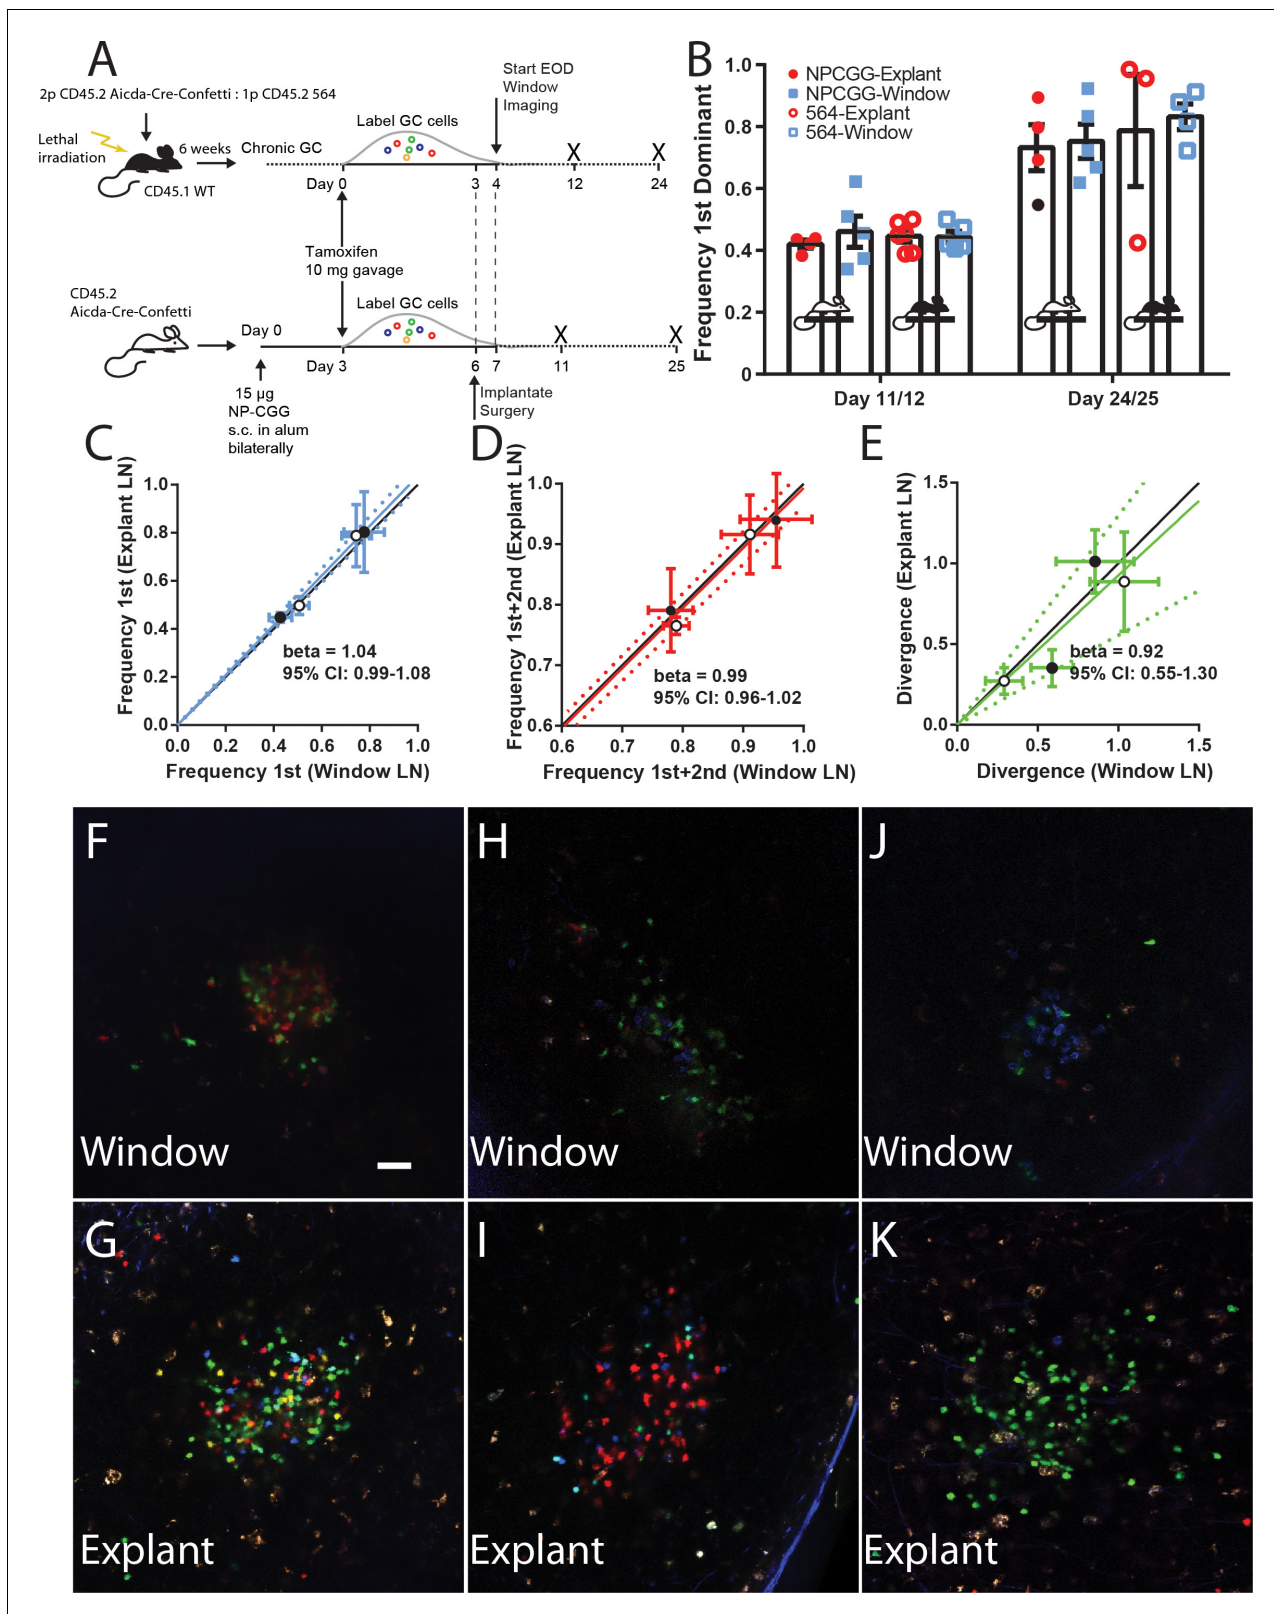 A
2p CD45.2 Aicda-Cre-Confetti : 1p CD45.2 564
Lethal
irradiation
6 weeks
Chronic GC
CD45.1 WT
Label GC cells
Start EOD
Window
Imaging
X
X
Day 0
3
4
12
24
Tamoxifen
10 mg gavage
CD45.2
Aicda-Cre-Confetti
Day 0
Label GC cells
X
X
Day 3
6
7
11
25
15 µg
NP-CGG
s.c. in alum
bilaterally
Implantate
Surgery
B
Frequency 1st Dominant
1.0
0.8
0.6
0.4
0.2
0
NPCGG-Explant
NPCGG-Window
564-Explant
564-Window
Day 11/12
Day 24/25
C
Frequency 1st (Explant LN)
1.0
0.8
0.6
0.4
0.2
0.0
beta = 1.04
95% CI: 0.99-1.08
0.0 0.2 0.4 0.6 0.8 1.0
Frequency 1st (Window LN)
D
Frequency 1st+2nd (Explant LN)
1.0
0.9
0.8
0.7
0.6
beta = 0.99
95% CI: 0.96-1.02
0.6 0.7 0.8 0.9 1.0
Frequency 1st+2nd (Window LN)
E
Divergence (Explant LN)
1.5
1.0
0.5
0.0
beta = 0.92
95% CI: 0.55-1.30
0.0 0.5 1.0 1.5
Divergence (Window LN)
F
Window
H
Window
J
Window
G
Explant
I
Explant
K
Explant